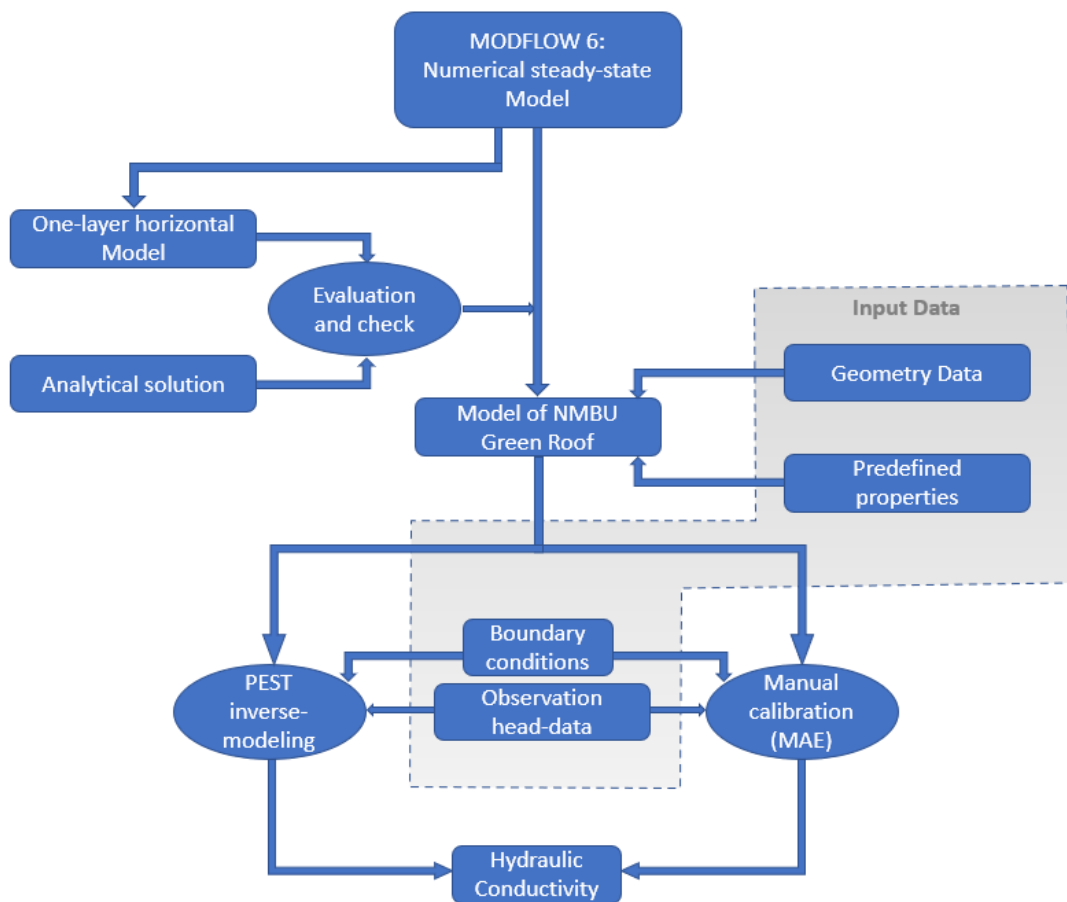 MODFLOW 6:
Numerical steady-state
Model
One-layer horizontal
Model
Evaluation
and check
Analytical solution
Input Data
Geometry Data
Model of NMBU
Green Roof
Predefined
properties
Boundary
conditions
PEST
inverse-
modeling
Observation
head-data
Manual
calibration
(MAE)
Hydraulic
Conductivity